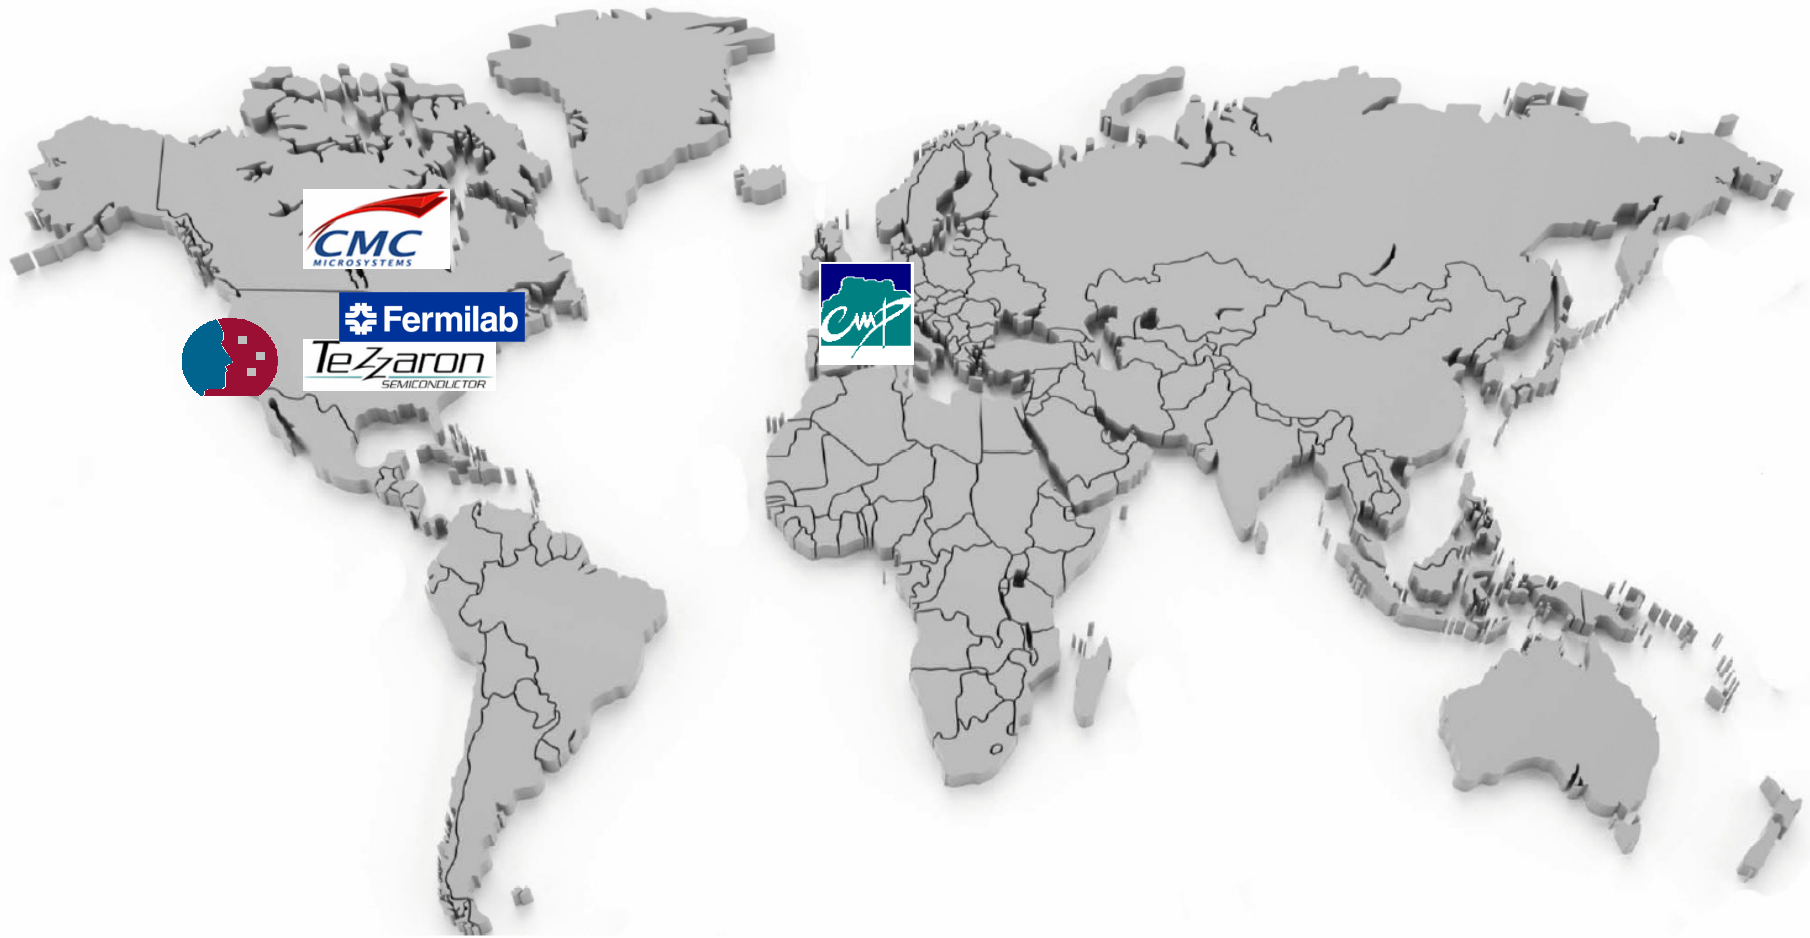 CMC
MICROSYSTEMS
Fermilab
Tezzaron
SEMICONDUCTOR
cmp